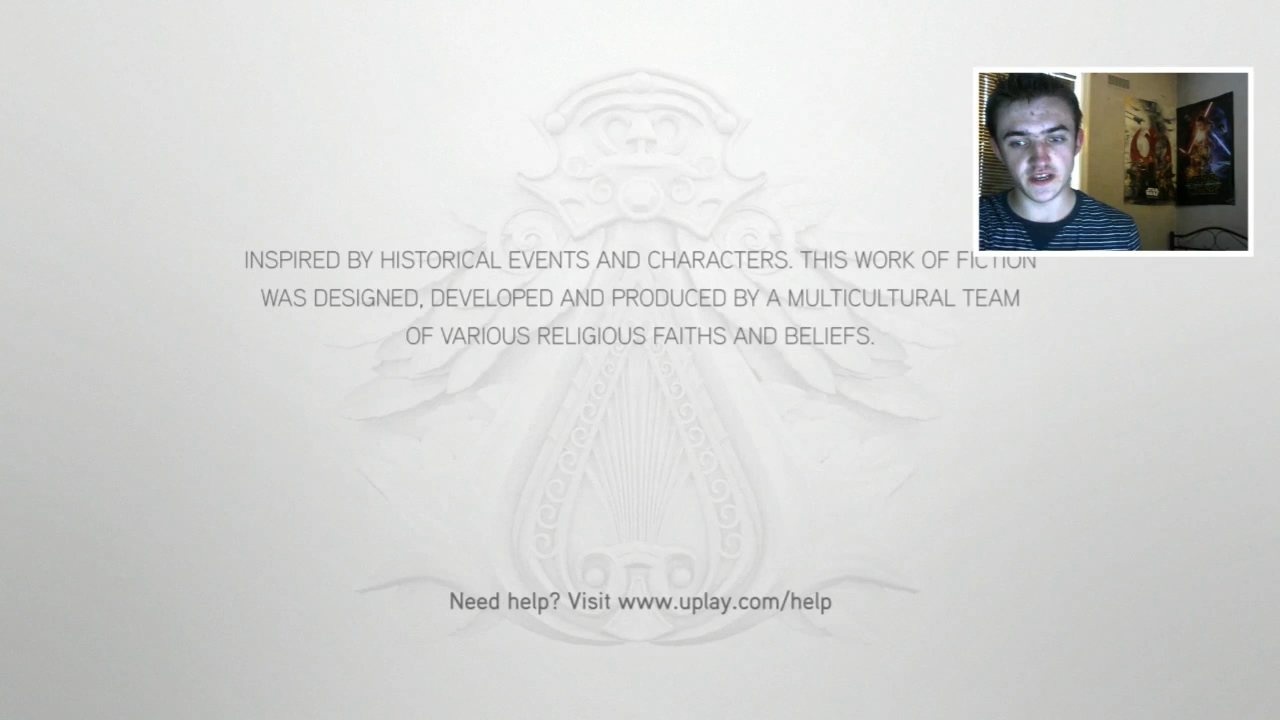 INSPIRED BY HISTORICAL EVENTS AND CHARACTERS. THIS WORK OF FICTION
WAS DESIGNED, DEVELOPED AND PRODUCED BY A MULTICULTURAL TEAM
OF VARIOUS RELIGIOUS FAITHS AND BELIEFS.
Need help? Visit www.uplay.com/help